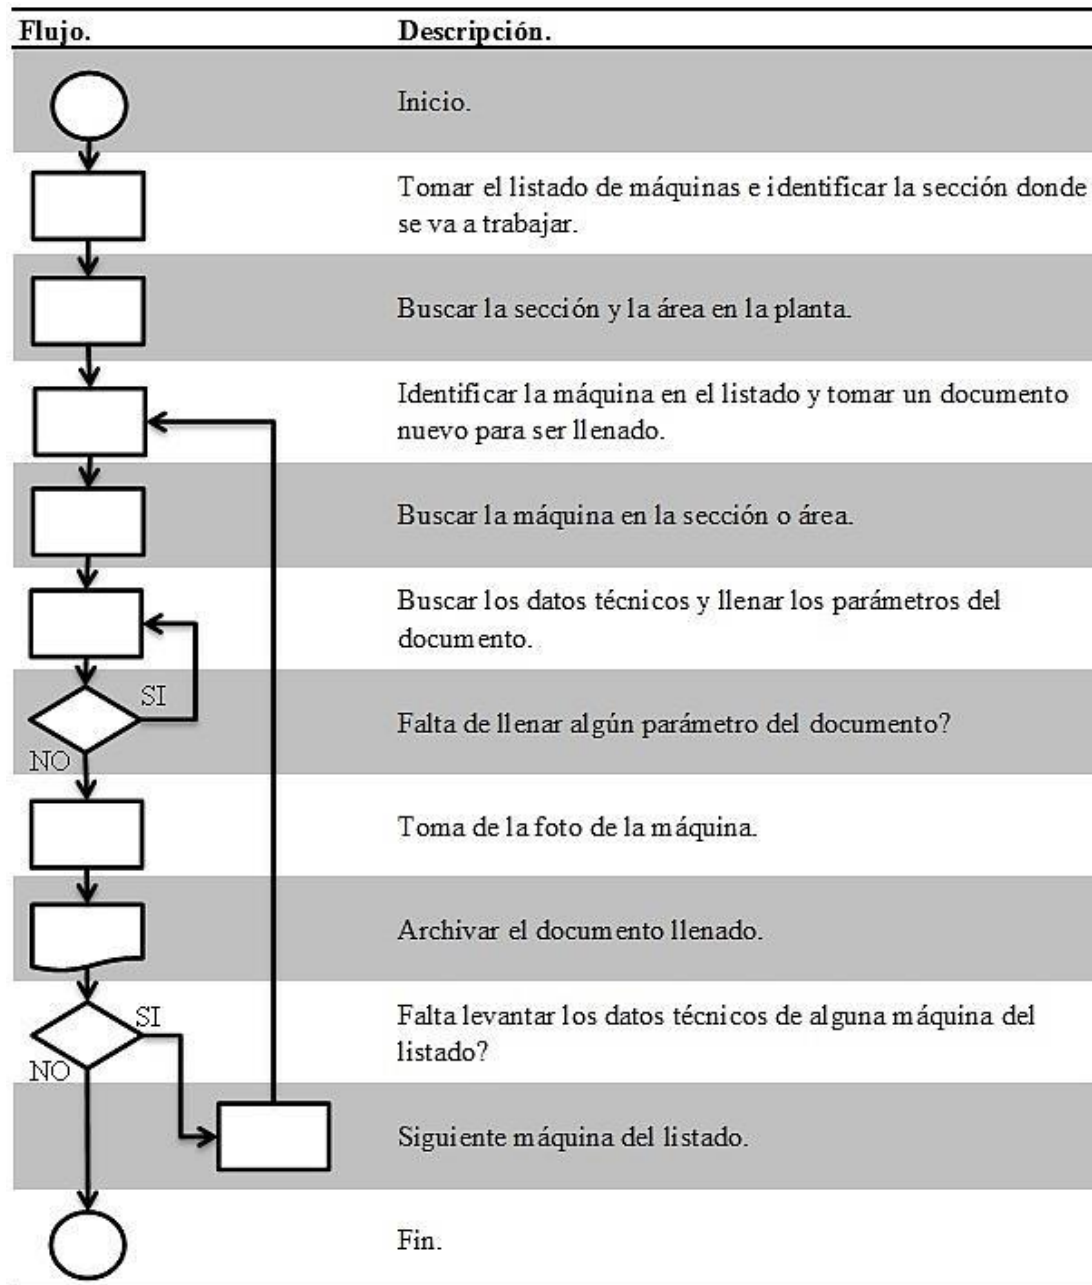 Flujo. Descripción.
Inicio.
Tomar el listado de máquinas e identificar la sección donde
se va a trabajar.
Buscar la sección y la área en la planta.
Identificar la máquina en el listado y tomar un documento
nuevo para ser llenado.
Buscar la máquina en la sección o área.
Buscar los datos técnicos y llenar los parámetros del
documento.
SI
Falta de llenar algún parámetro del documento?
NO
Toma de la foto de la máquina.
Archivar el documento llenado.
SI
Falta levantar los datos técnicos de alguna máquina del
listado?
NO
Siguiente máquina del listado.
Fin.